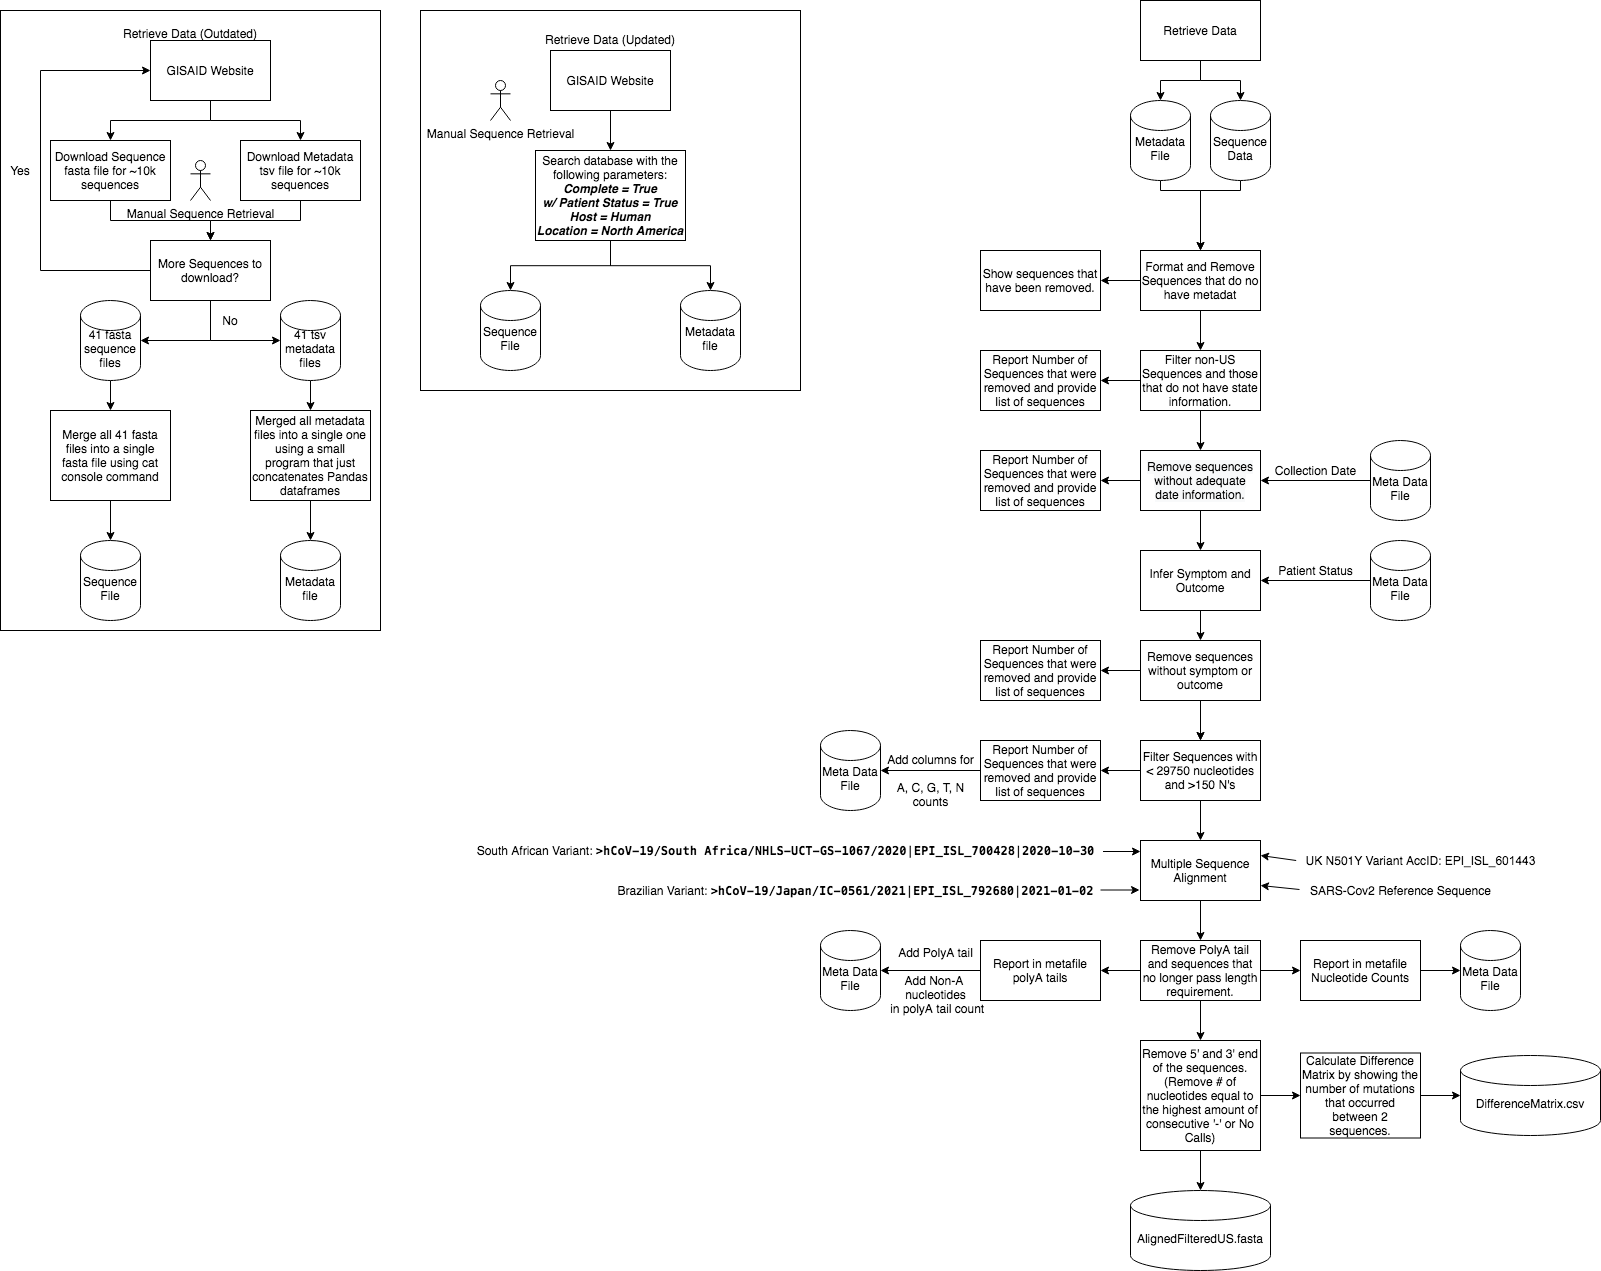 Retrieve Data (Outdated)
GISAID Website
Download Sequence
fasta file for ~10k
sequences
Download Metadata
tsv file for ~10k
sequences
Yes
Manual Sequence Retrieval
More Sequences to
download?
No
41 fasta
sequence
files
41 tsv
metadata
files
Merge all 41 fasta
files into a single
fasta file using cat
console command
Merged all metadata
files into a single one
using a small
program that just
concatenates Pandas
dataframes
Sequence
File
Metadata
file
Retrieve Data (Updated)
GISAID Website
Manual Sequence Retrieval
Search database with the
following parameters:
Complete = True
w/ Patient Status = True
Host = Human
Location = North America
Sequence
File
Metadata
file
Retrieve Data
Metadata
File
Sequence
Data
Show sequences that
have been removed.
Format and Remove
Sequences that do no
have metadat
Report Number of
Sequences that were
removed and provide
list of sequences
Filter non-US
Sequences and those
that do not have state
information.
Report Number of
Sequences that were
removed and provide
list of sequences
Remove sequences
without adequate
date information.
Collection Date
Meta Data
File
Infer Symptom and
Outcome
Patient Status
Meta Data
File
Report Number of
Sequences that were
removed and provide
list of sequences
Remove sequences
without symptom or
outcome
Meta Data
File
Add columns for
A, C, G, T, N
counts
Report Number of
Sequences that were
removed and provide
list of sequences
Filter Sequences with
< 29750 nucleotides
and >150 N's
South African Variant: >hCoV-19/South Africa/NHLS-UCT-GS-1067/2020|EPI_ISL_700428|2020-10-30
Brazilian Variant: >hCoV-19/Japan/IC-0561/2021|EPI_ISL_792680|2021-01-02
Multiple Sequence
Alignment
UK N501Y Variant AccID: EPI_ISL_601443
SARS-Cov2 Reference Sequence
Meta Data
File
Add PolyA tail
Add Non-A
nucleotides
in polyA tail count
Report in metafile
polyA tails
Remove PolyA tail
and sequences that
no longer pass length
requirement.
Report in metafile
Nucleotide Counts
Meta Data
File
Remove 5' and 3' end
of the sequences.
(Remove # of
nucleotides equal to
the highest amount of
consecutive '-' or No
Calls)
Calculate Difference
Matrix by showing the
number of mutations
that occurred
between 2
sequences.
DifferenceMatrix.csv
AlignedFilteredUS.fasta